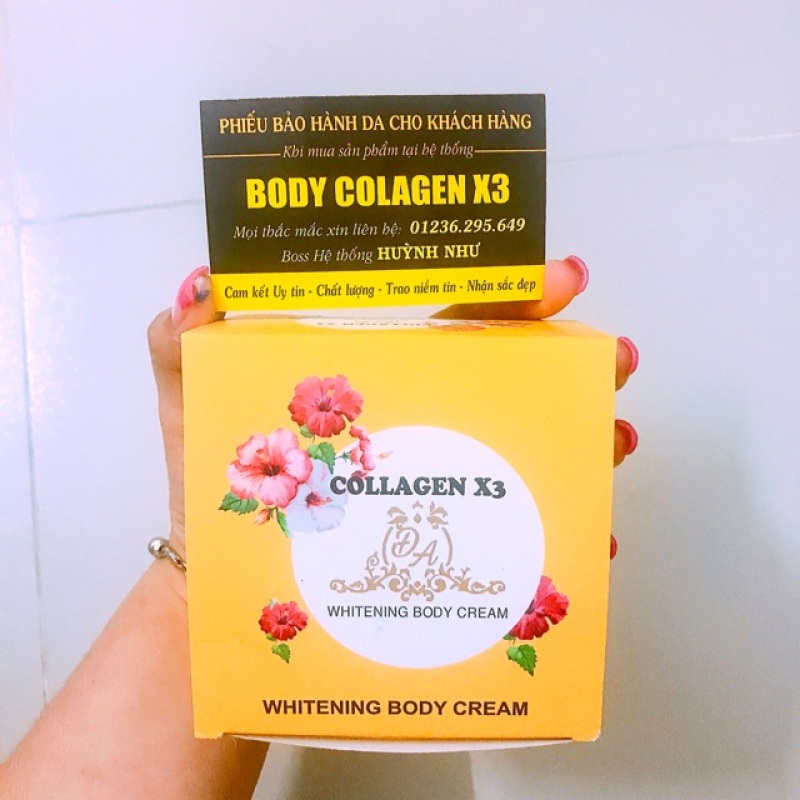 PHIẾU BẢO HÀNH DA CHO KHÁCH HÀNG
Khi mua sản phẩm tại hệ thống
BODY COLAGEN X3
Mọi thắc mắc xin liên hệ: 01236.295.649
Boss Hệ thống HUỲNH NHƯ
Cam kết Uy tin - Chất lượng - Trao niềm tin - Nhận sắc đẹp
COLLAGEN X3
ĐA
WHITENING BODY CREAM
WHITENING BODY CREAM